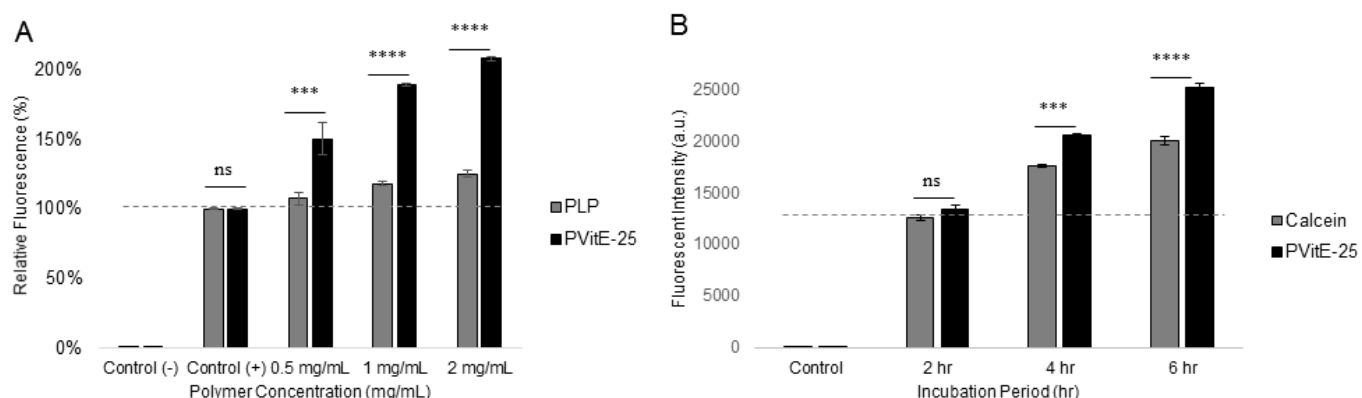 A
Relative Fluorescence (%)
200%
150%
100%
50%
0%
ns
***
****
****
Control (-) Control (+) 0.5 mg/mL 1 mg/mL 2 mg/mL
Polymer Concentration (mg/mL)
PLP
PVitE-25
B
Fluorescent Intensity (a.u.)
25000
20000
15000
10000
5000
0
ns
***
****
Control 2 hr 4 hr 6 hr
Incubation Period (hr)
Calcein
PVitE-25